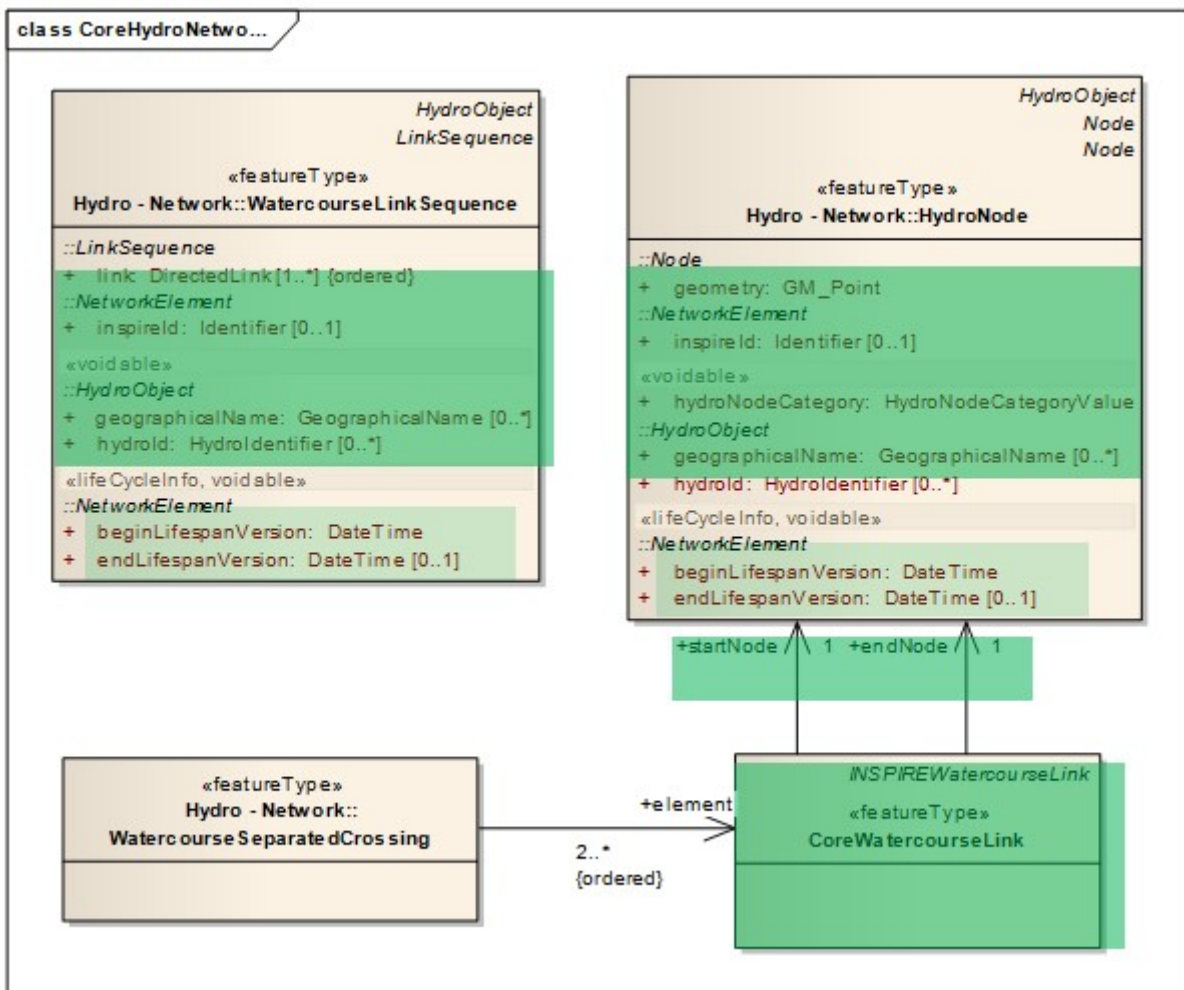 class CoreHydroNetwo...
HydroObject
LinkSequence
«featureType»
Hydro - Network::WatercourseLinkSequence
::LinkSequence
+ link: DirectedLink [1..*] {ordered}
::NetworkElement
+ inspireId: Identifier [0..1]
«voidable»
::HydroObject
+ geographicalName: GeographicalName [0..*]
+ hydroId: HydroIdentifier [0..*]
«lifeCycleInfo, voidable»
::NetworkElement
+ beginLifespanVersion: DateTime
+ endLifespanVersion: DateTime [0..1]
HydroObject
Node
Node
«featureType»
Hydro - Network::HydroNode
::Node
+ geometry: GM_Point
::NetworkElement
+ inspireId: Identifier [0..1]
«voidable»
+ hydroNodeCategory: HydroNodeCategoryValue
::HydroObject
+ geographicalName: GeographicalName [0..*]
+ hydroId: HydroIdentifier [0..*]
«lifeCycleInfo, voidable»
::NetworkElement
+ beginLifespanVersion: DateTime
+ endLifespanVersion: DateTime [0..1]
+startNode 1 +endNode 1
«featureType»
Hydro - Network::
WatercourseSeparatedCrossing
+element
2..*
{ordered}
INSPIREWatercourseLink
«featureType»
CoreWatercourseLink